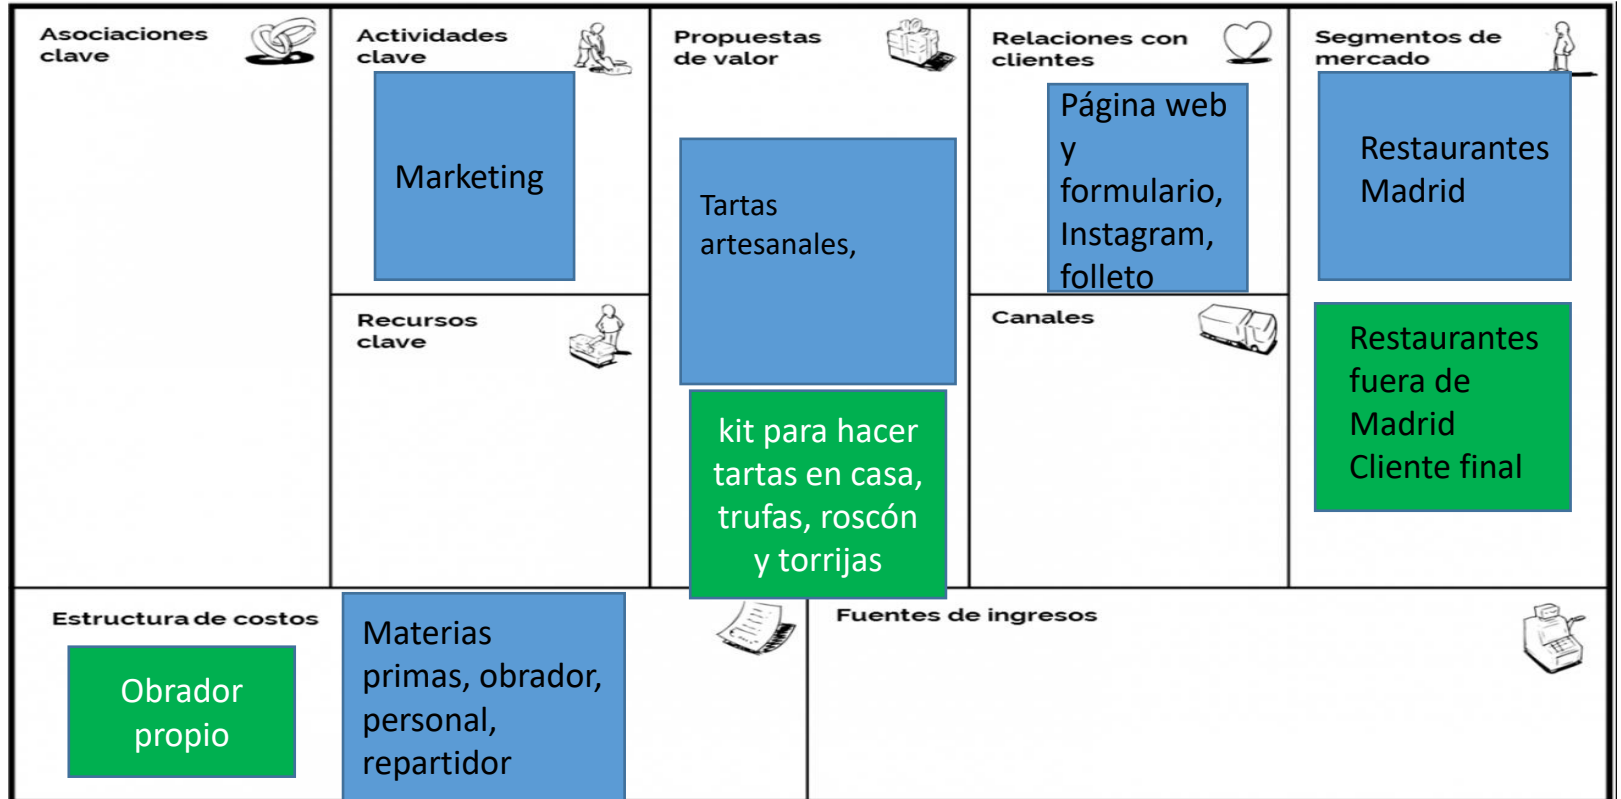 Asociaciones
clave
Actividades
clave
Marketing
Recursos
clave
Propuestas
de valor
Tartas
artesanales,
kit para hacer
tartas en casa,
trufas, roscón
y torrijas
Relaciones con
clientes
Página web
y
formulario,
Instagram,
folleto
Canales
Segmentos de
mercado
Restaurantes
Madrid
Restaurantes
fuera de
Madrid
Cliente final
Estructura de costos
Obrador
propio
Materias
primas, obrador,
personal,
repartidor
Fuentes de ingresos